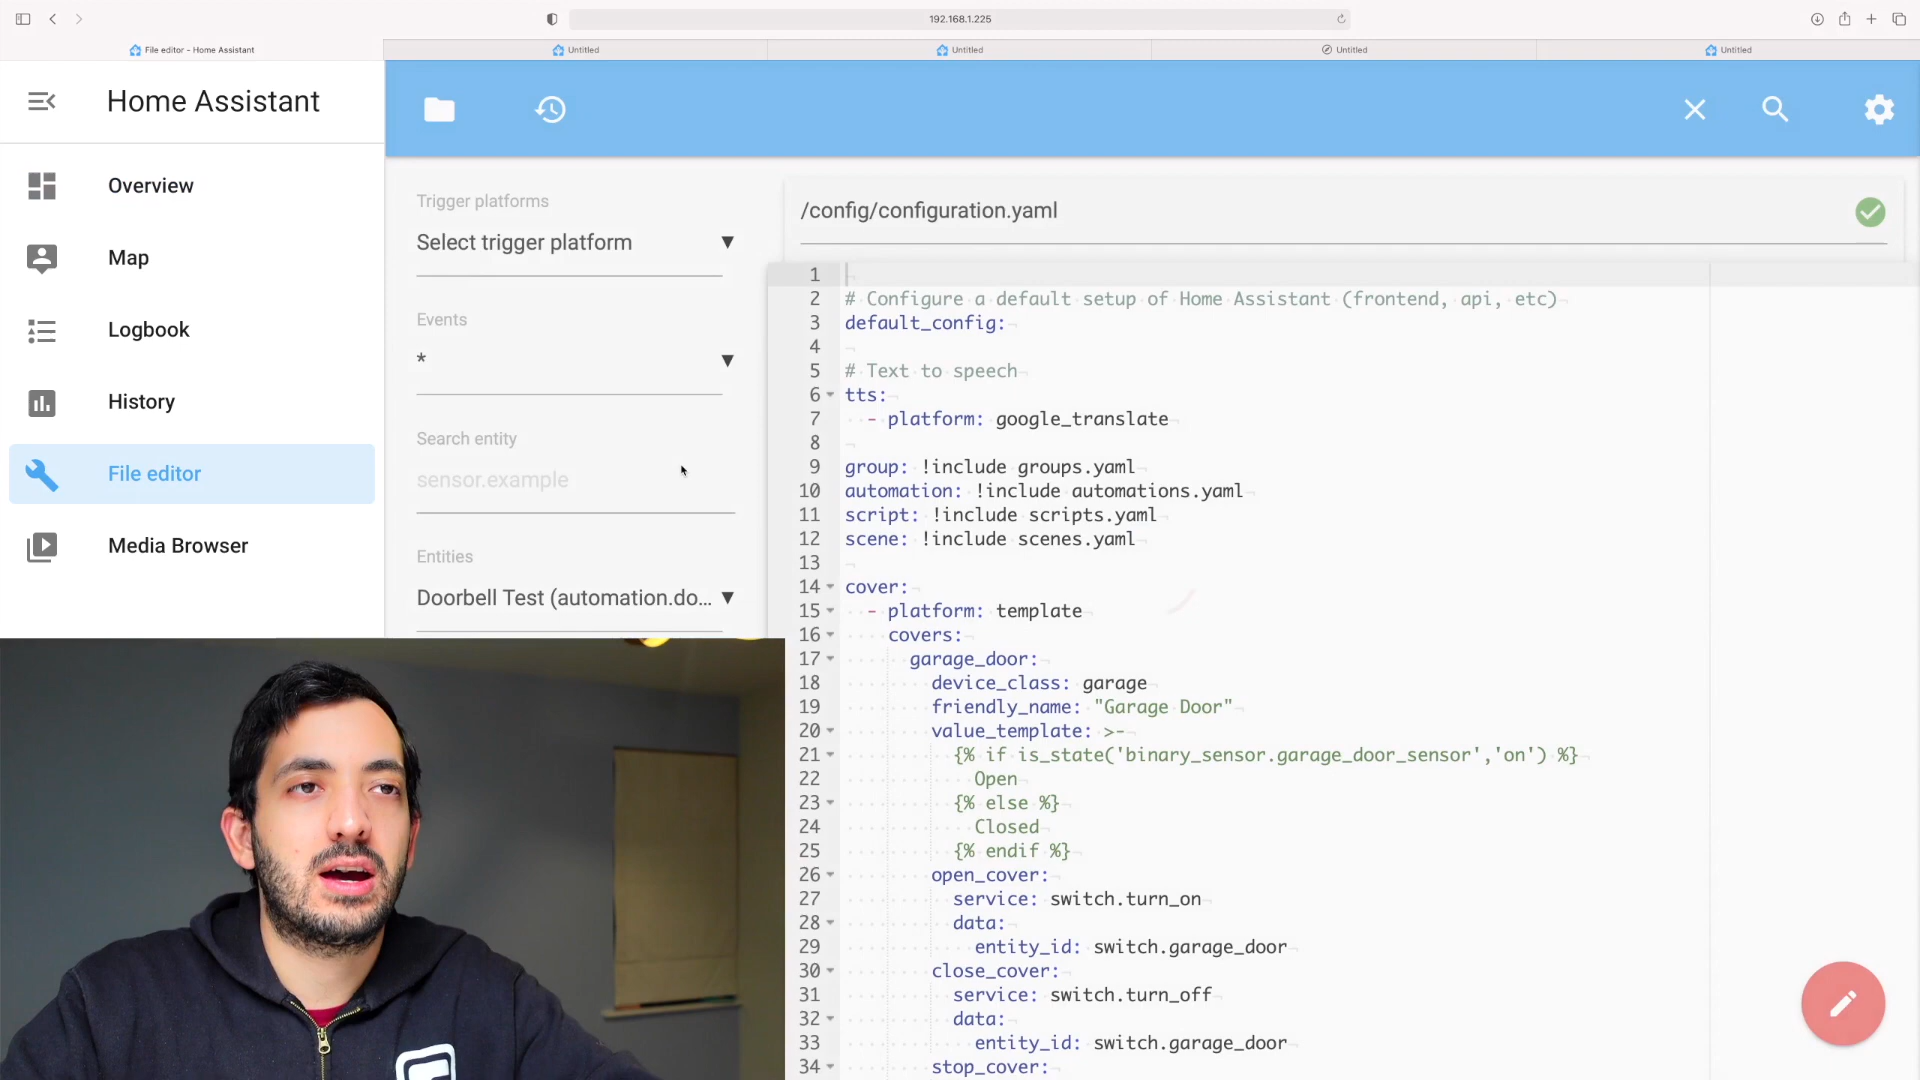 192.168.1.225
File editor - Home Assistant
Untitled
Untitled
Untitled
Untitled
Home Assistant
Overview
Map
Logbook
History
File editor
Media Browser
Trigger platforms
Select trigger platform
Events
*
Search entity
sensor.example
Entities
Doorbell Test (automation.do...
/config/configuration.yaml
1
2 # Configure a default setup of Home Assistant (frontend, api, etc)
3 default_config:
4
5 # Text to speech
6 tts:
7   - platform: google_translate
8
9 group: !include groups.yaml
10 automation: !include automations.yaml
11 script: !include scripts.yaml
12 scene: !include scenes.yaml
13
14 cover:
15   - platform: template
16     covers:
17       garage_door:
18         device_class: garage
19         friendly_name: "Garage Door"
20         value_template: >-
21           {% if is_state('binary_sensor.garage_door_sensor','on') %}
22             Open
23           {% else %}
24             Closed
25           {% endif %}
26         open_cover:
27           service: switch.turn_on
28           data:
29             entity_id: switch.garage_door
30         close_cover:
31           service: switch.turn_off
32           data:
33             entity_id: switch.garage_door
34         stop_cover: